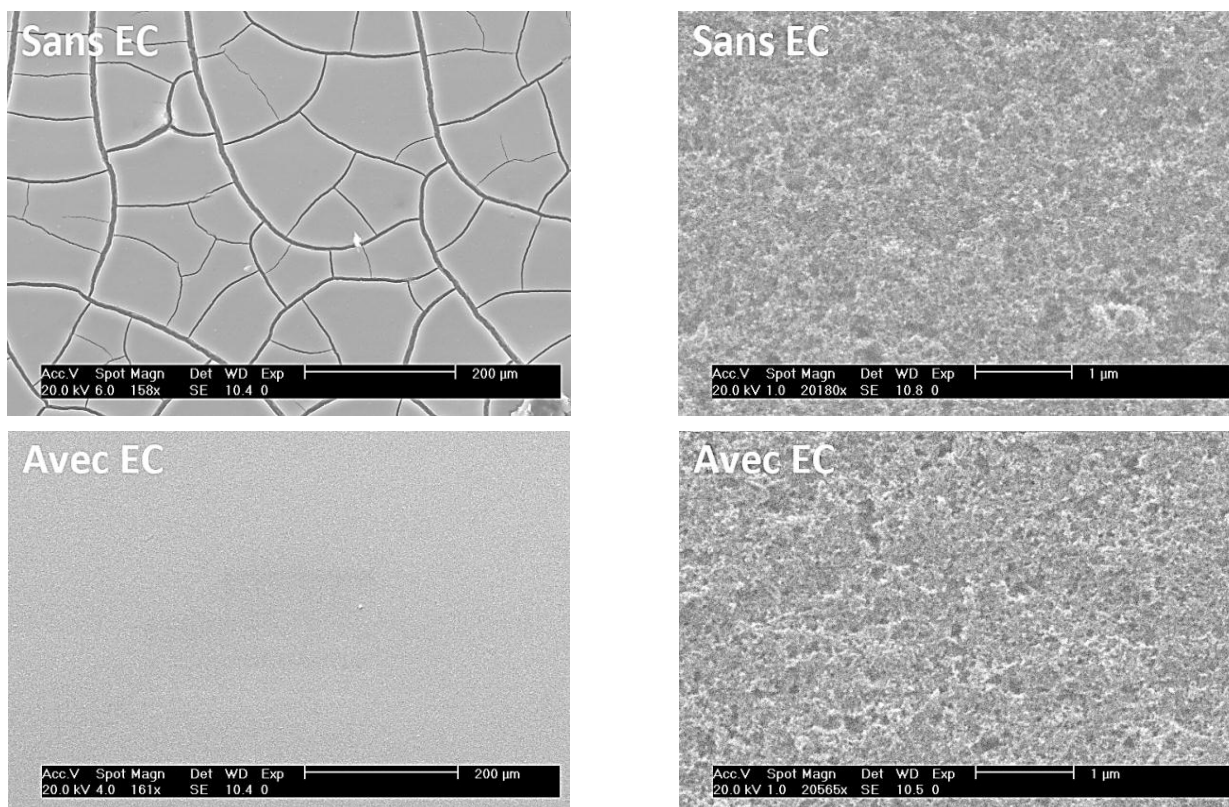 Sans EC
Acc.V Spot Magn Det WD Exp 200 µm
20.0 kV 6.0 158x SE 10.4 0
Sans EC
Acc.V Spot Magn Det WD Exp 1 µm
20.0 kV 1.0 20180x SE 10.8 0
Avec EC
Acc.V Spot Magn Det WD Exp 200 µm
20.0 kV 4.0 161x SE 10.4 0
Avec EC
Acc.V Spot Magn Det WD Exp 1 µm
20.0 kV 1.0 20565x SE 10.5 0